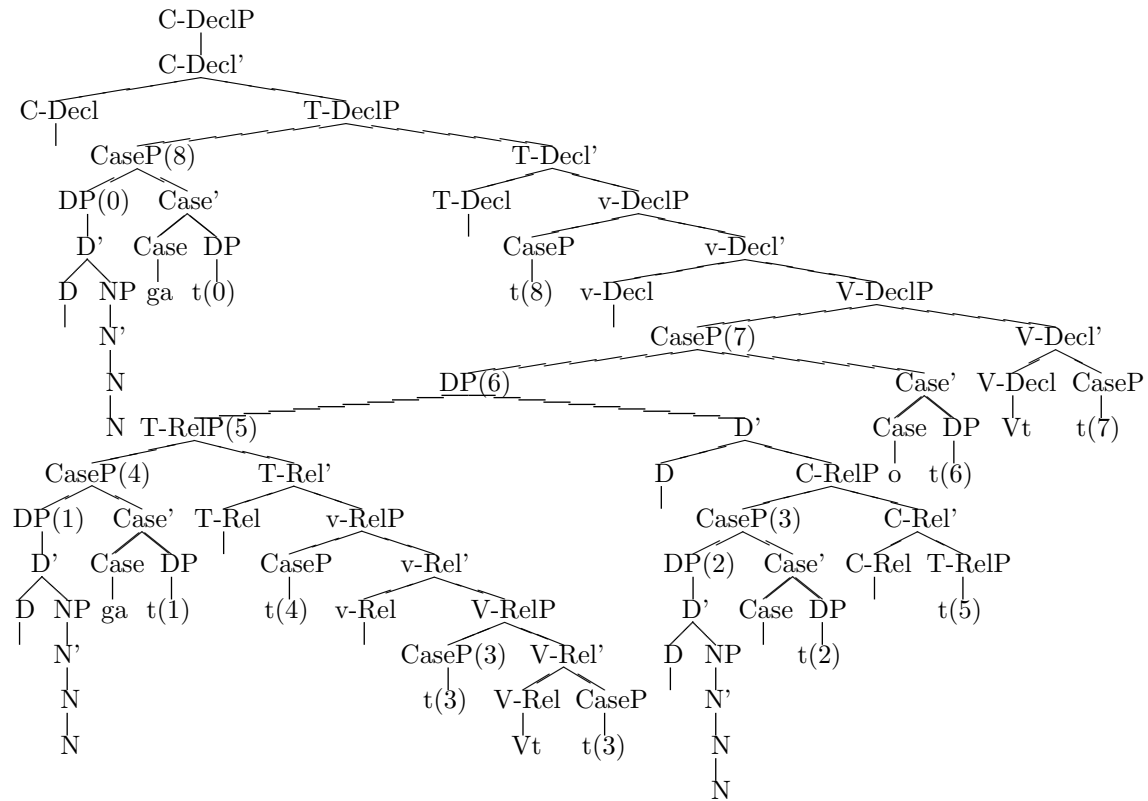 C-DeclP
C-Decl'
C-Decl T-DeclP
CaseP(8) T-Decl'
DP(0) Case' T-Decl v-DeclP
D' Case DP CaseP v-Decl'
D NP ga t(0) t(8) v-Decl V-DeclP
N' CaseP(7) V-Decl'
N DP(6) Case' V-Decl CaseP
N T-RelP(5) D' Case DP Vt t(7)
CaseP(4) T-Rel' D C-RelP o t(6)
DP(1) Case' T-Rel v-RelP CaseP(3) C-Rel'
D' Case DP CaseP v-Rel' DP(2) Case' C-Rel T-RelP
D NP ga t(1) t(4) v-Rel V-RelP D' Case DP t(5)
N' CaseP(3) V-Rel' D NP t(2)
N t(3) V-Rel CaseP N'
N Vt t(3) N
N